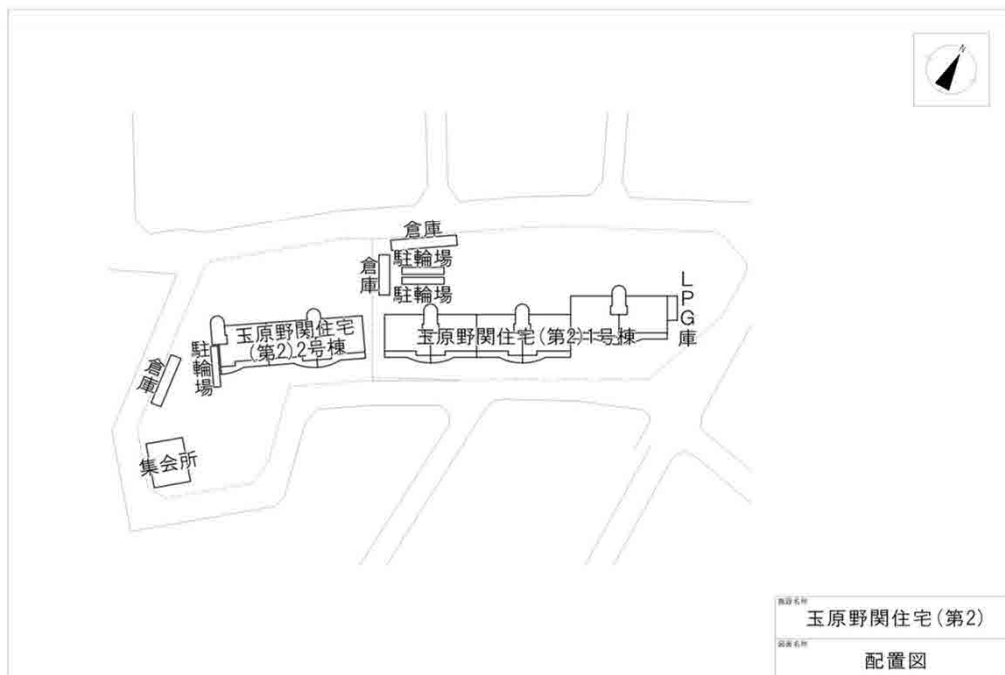 N
倉庫
駐輪場
倉庫
駐輪場
LPG庫
玉原野関住宅
(第2)2号棟
玉原野関住宅(第2)1号棟
駐輪場
倉庫
集会所
施設名称
玉原野関住宅(第2)
図面名称
配置図